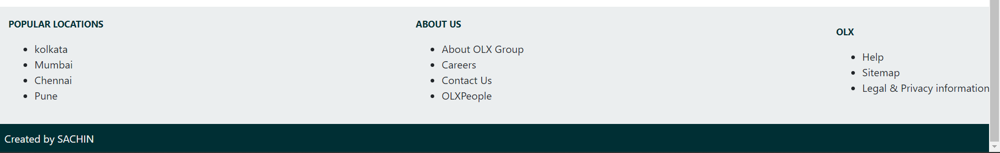 POPULAR LOCATIONS
kolkata
Mumbai
Chennai
Pune
ABOUT US
About OLX Group
Careers
Contact Us
OLXPeople
OLX
Help
Sitemap
Legal & Privacy information
Created by SACHIN